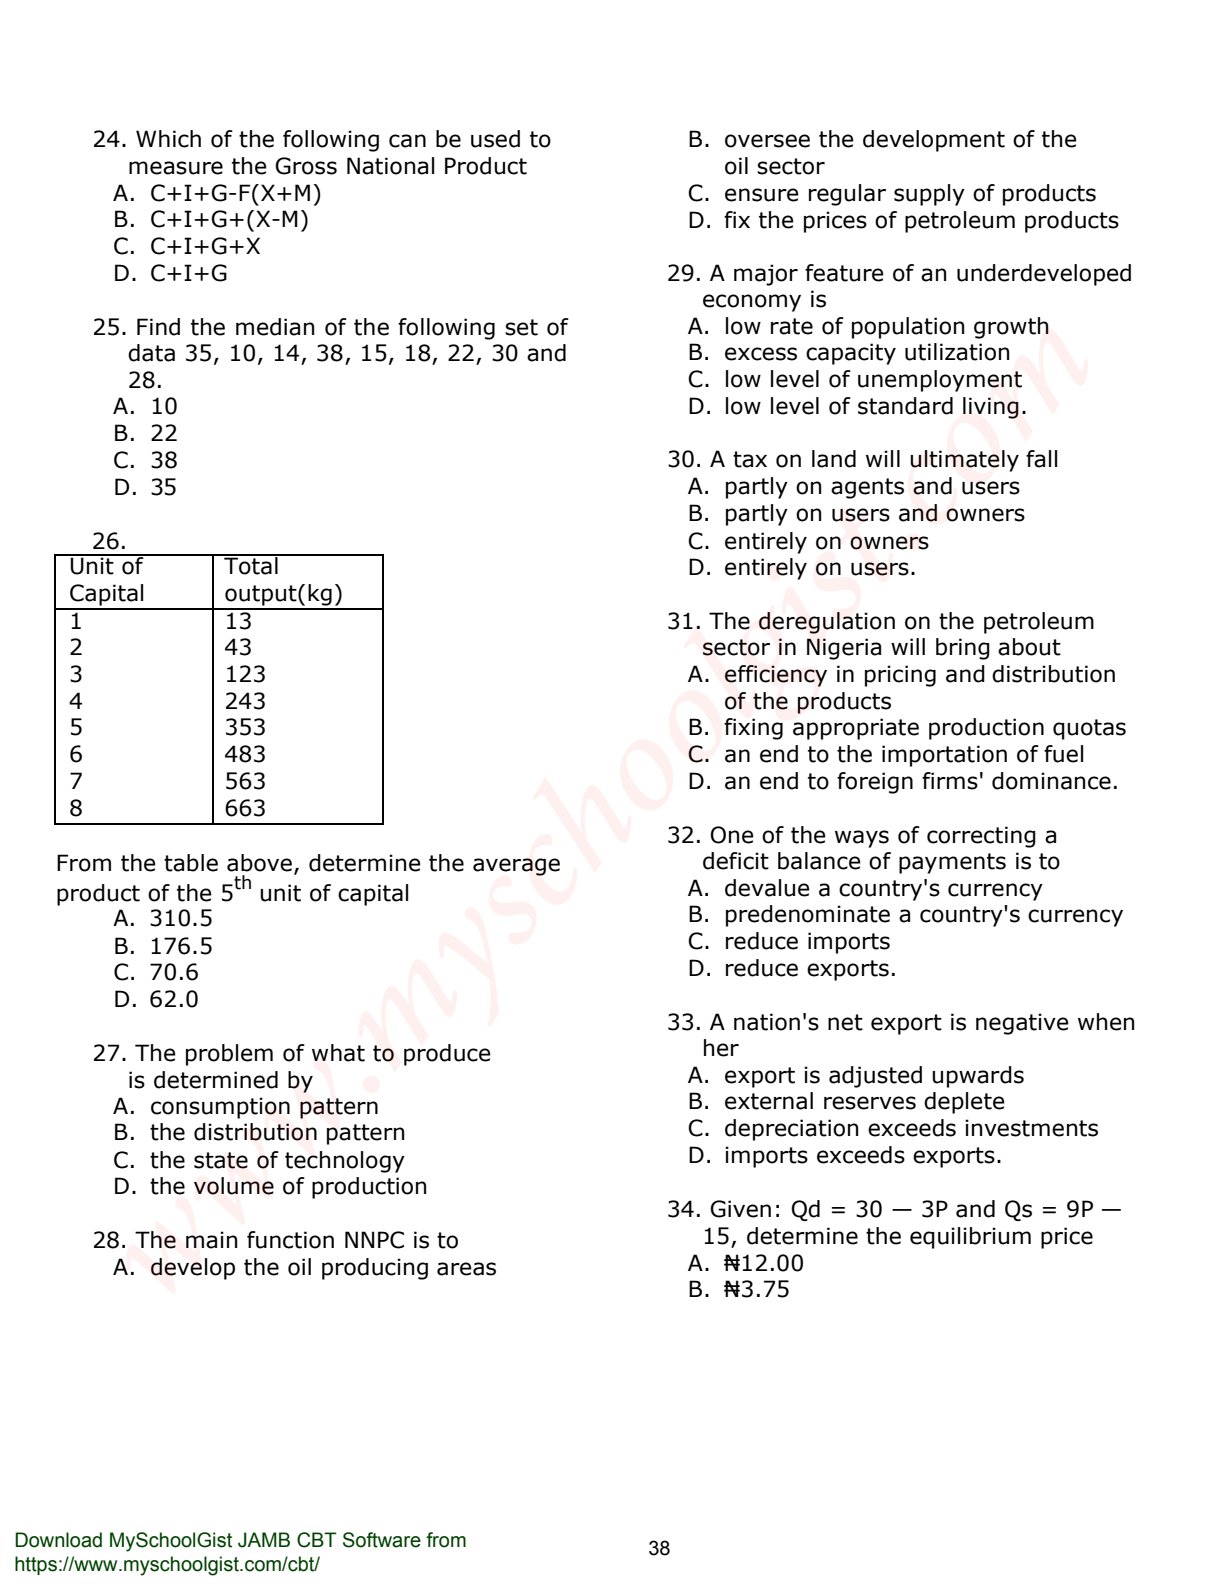 24. Which of the following can be used to
measure the Gross National Product
A. C+I+G-F(X+M)
B. C+I+G+(X-M)
C. C+I+G+X
D. C+I+G
25. Find the median of the following set of
data 35, 10, 14, 38, 15, 18, 22, 30 and
28.
A. 10
B. 22
C. 38
D. 35
26.
Unit of Capital | Total output(kg)
1 13
2 43
3 123
4 243
5 353
6 483
7 563
8 663
From the table above, determine the average
product of the 5th unit of capital
A. 310.5
B. 176.5
C. 70.6
D. 62.0
27. The problem of what to produce
is determined by
A. consumption pattern
B. the distribution pattern
C. the state of technology
D. the volume of production
28. The main function NNPC is to
A. develop the oil producing areas
B. oversee the development of the
oil sector
C. ensure regular supply of products
D. fix the prices of petroleum products
29. A major feature of an underdeveloped
economy is
A. low rate of population growth
B. excess capacity utilization
C. low level of unemployment
D. low level of standard living.
30. A tax on land will ultimately fall
A. partly on agents and users
B. partly on users and owners
C. entirely on owners
D. entirely on users.
31. The deregulation on the petroleum
sector in Nigeria will bring about
A. efficiency in pricing and distribution
of the products
B. fixing appropriate production quotas
C. an end to the importation of fuel
D. an end to foreign firms' dominance.
32. One of the ways of correcting a
deficit balance of payments is to
A. devalue a country's currency
B. predenominate a country's currency
C. reduce imports
D. reduce exports.
33. A nation's net export is negative when
her
A. export is adjusted upwards
B. external reserves deplete
C. depreciation exceeds investments
D. imports exceeds exports.
34. Given: Qd = 30 — 3P and Qs = 9P —
15, determine the equilibrium price
A. ₦12.00
B. ₦3.75
www.myschoolgist.com
Download MySchoolGist JAMB CBT Software from
https://www.myschoolgist.com/cbt/
38